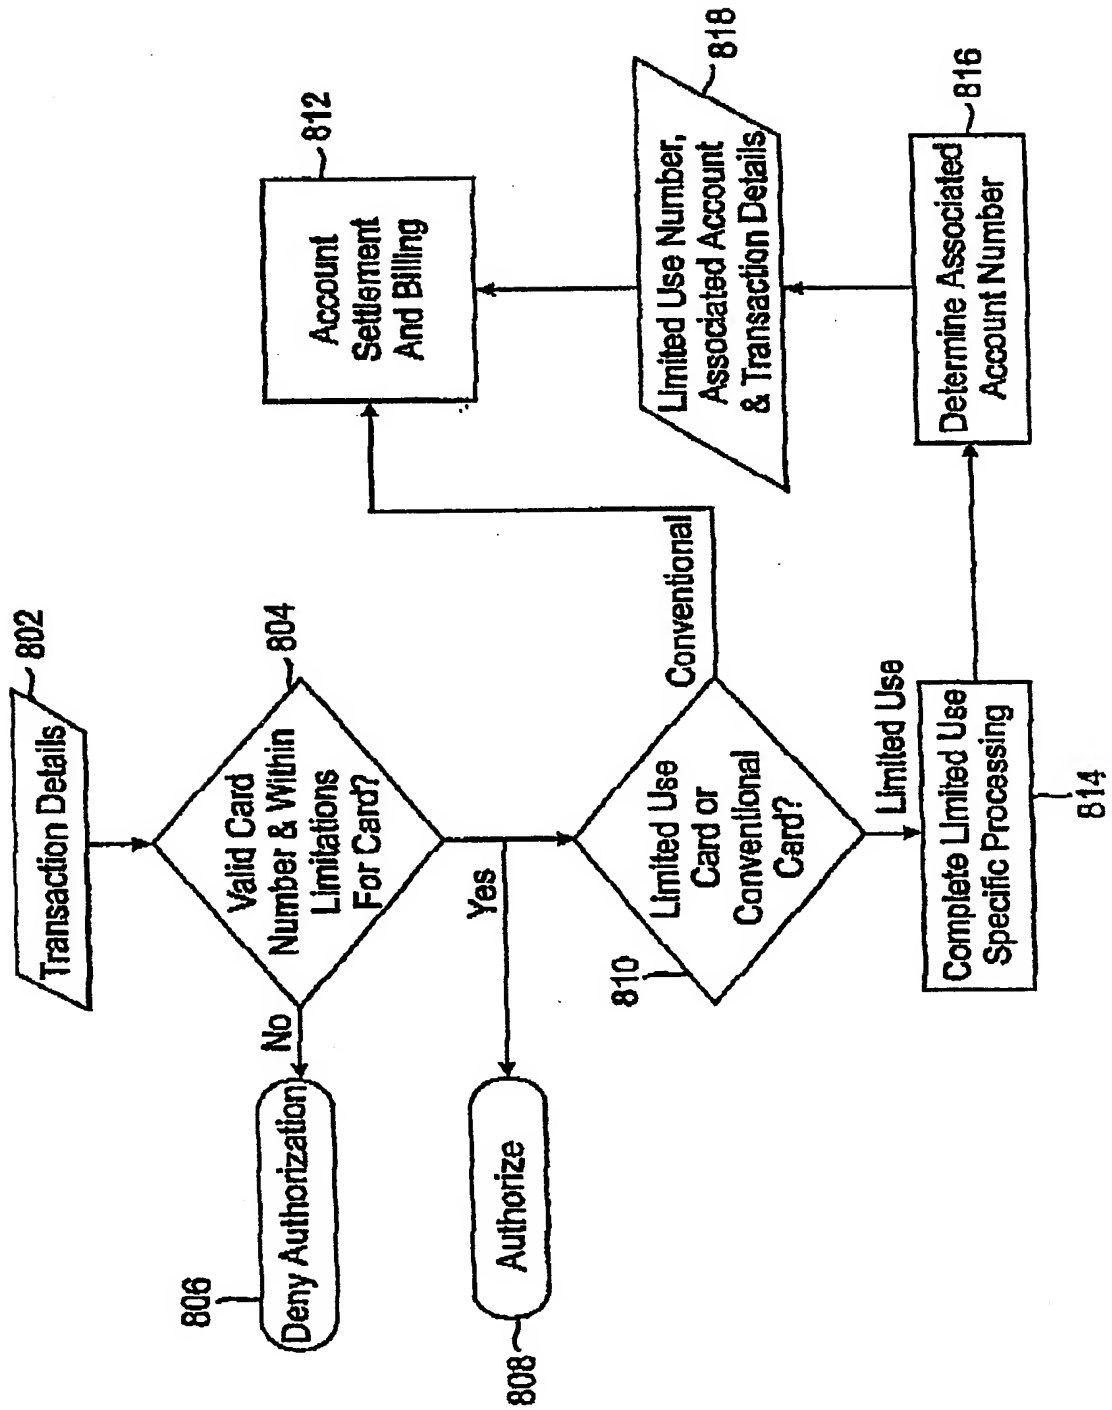 802
Transaction Details
804
Valid Card
Number & Within
Limitations
For Card?
No
806
Deny Authorization
Yes
Authorize
808
810
Limited Use
Card or
Conventional
Card?
Conventional
812
Account
Settlement
And Billing
Limited Use
Complete Limited Use
Specific Processing
814
Determine Associated
Account Number
816
Limited Use Number,
Associated Account
& Transaction Details
818